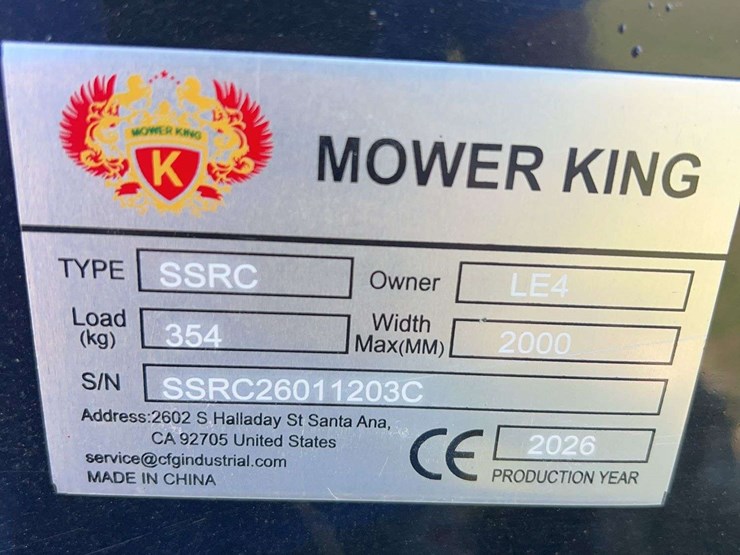 MOWER KING
K
MOWER KING
TYPE SSRC Owner LE4
Load (kg) 354 Width Max(MM) 2000
S/N SSRC26011203C
Address:2602 S Halladay St Santa Ana,
CA 92705 United States
service@cfgindustrial.com
MADE IN CHINA
CE 2026
PRODUCTION YEAR